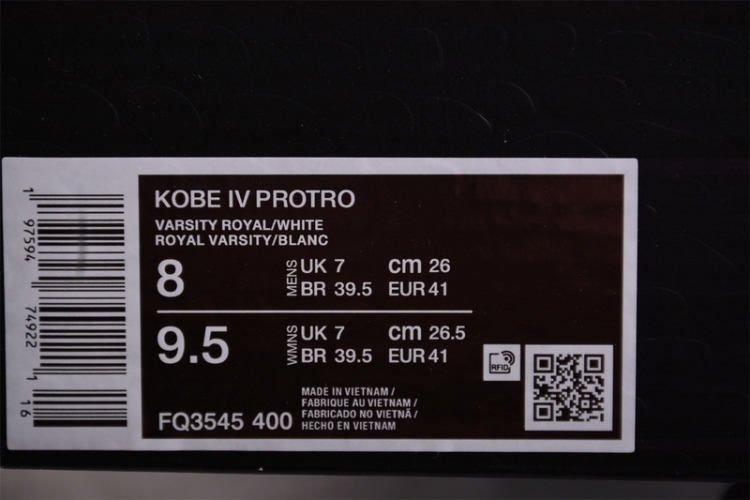 1 97594 74922 1 16
KOBE IV PROTRO
VARSITY ROYAL/WHITE
ROYAL VARSITY/BLANC
8
MENS
UK 7 cm 26
BR 39.5 EUR 41
9.5
WMNS
UK 7 cm 26.5
BR 39.5 EUR 41
RFID
FQ3545 400
MADE IN VIETNAM /
FABRIQUE AU VIETNAM /
FABRICADO NO VIETNÃ /
HECHO EN VIETNAM